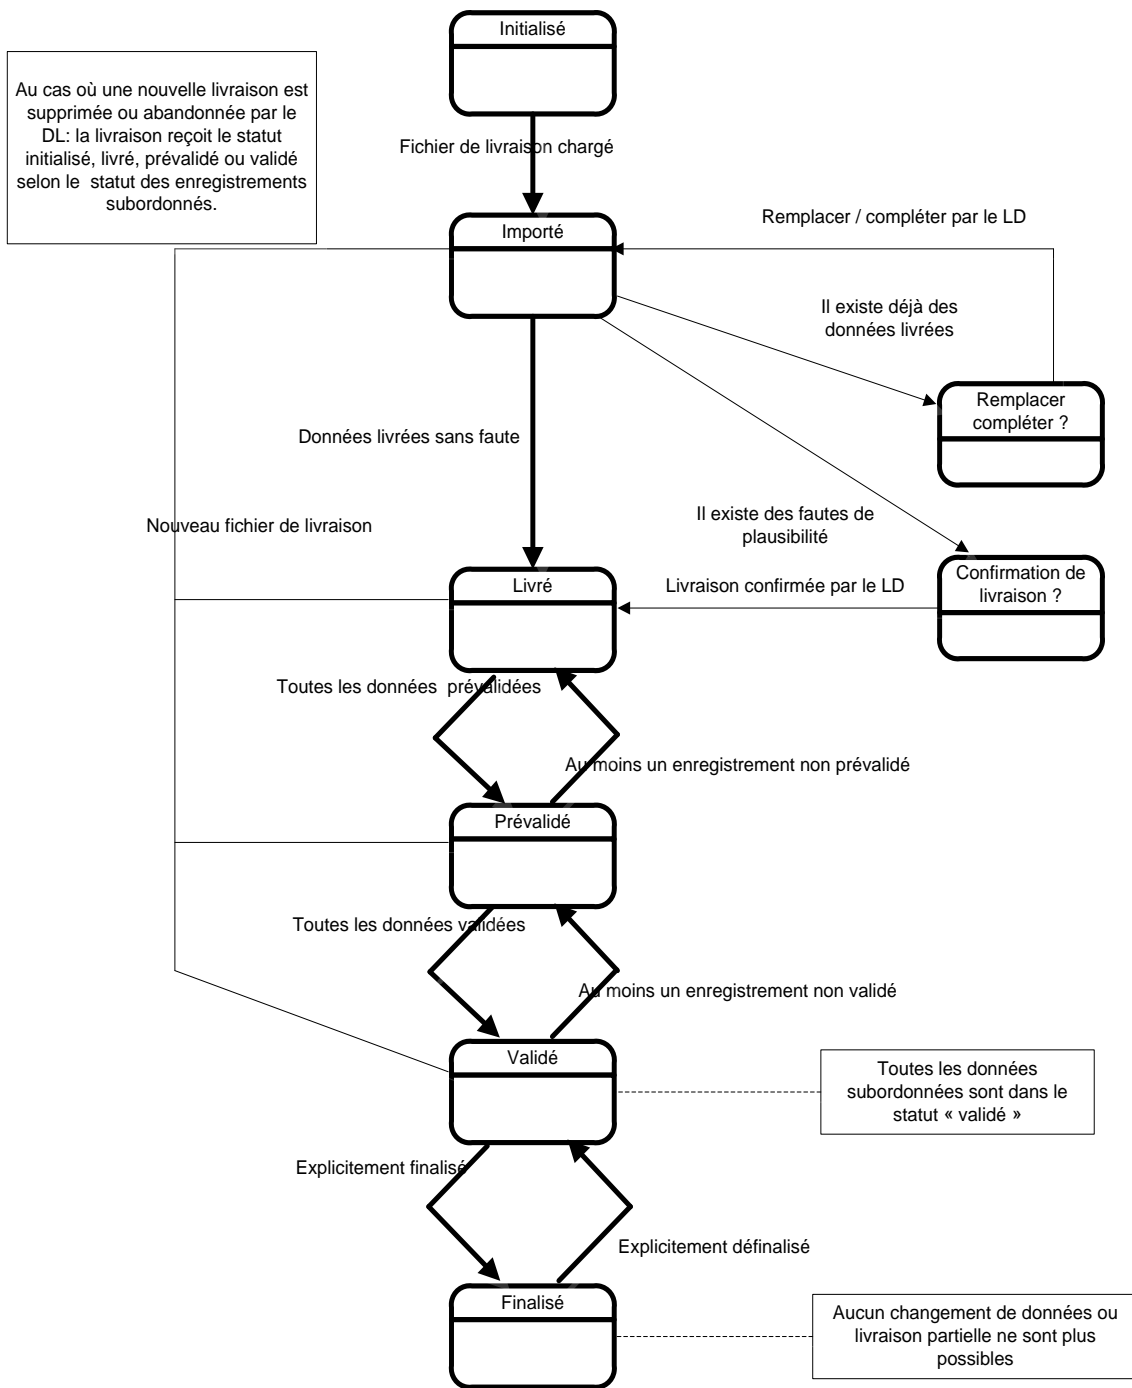 Initialisé
Au cas où une nouvelle livraison est
supprimée ou abandonnée par le
DL: la livraison reçoit le statut
initialisé, livré, prévalidé ou validé
selon le  statut des enregistrements
subordonnés.
Fichier de livraison chargé
Importé
Remplacer / compléter par le LD
Il existe déjà des
données livrées
Remplacer
compléter ?
Données livrées sans faute
Nouveau fichier de livraison
Il existe des fautes de
plausibilité
Confirmation de
livraison ?
Livré
Livraison confirmée par le LD
Toutes les données  prévalidées
Au moins un enregistrement non prévalidé
Prévalidé
Toutes les données validées
Au moins un enregistrement non validé
Validé
Toutes les données
subordonnées sont dans le
statut « validé »
Explicitement finalisé
Explicitement définalisé
Finalisé
Aucun changement de données ou
livraison partielle ne sont plus
possibles